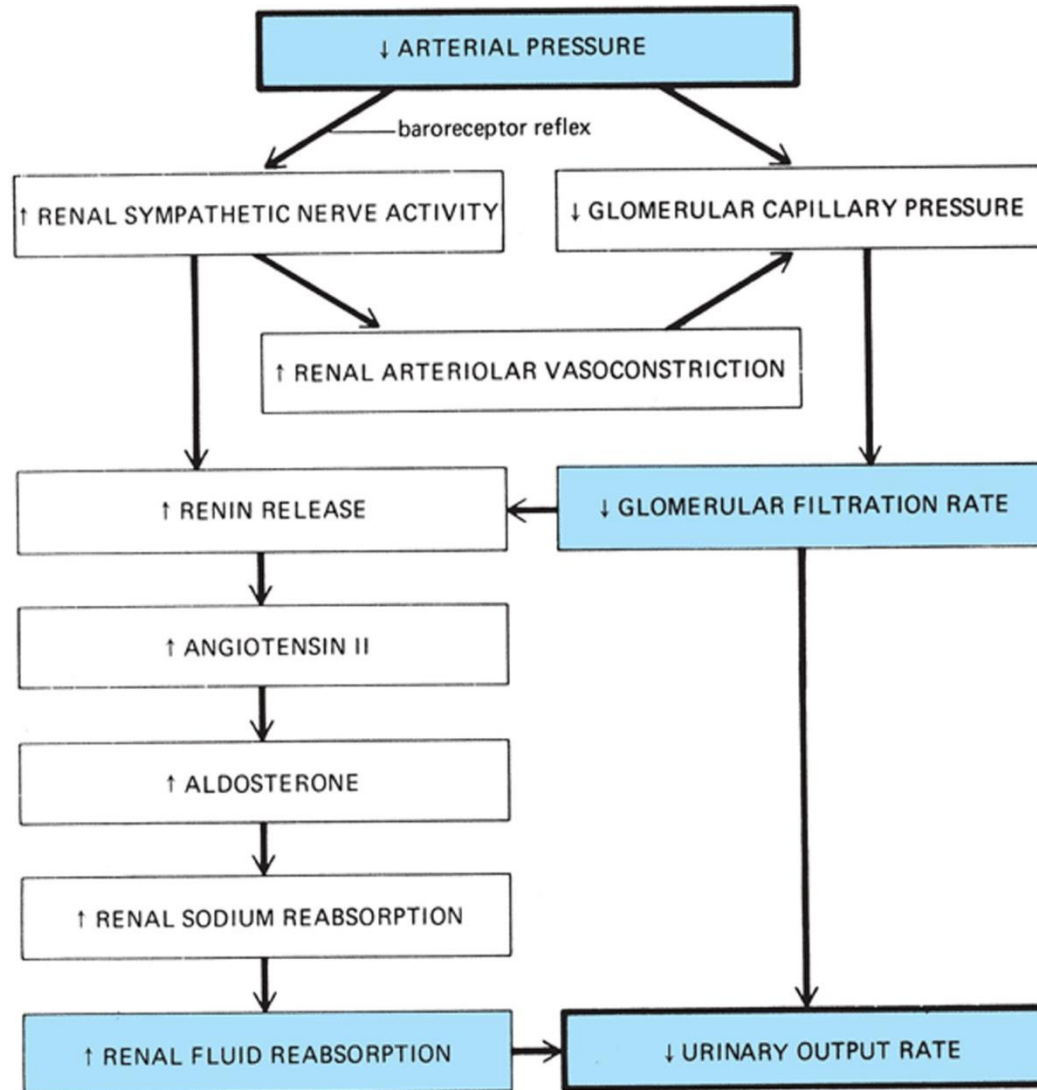 ↓ ARTERIAL PRESSURE
baroreceptor reflex
↑ RENAL SYMPATHETIC NERVE ACTIVITY
↓ GLOMERULAR CAPILLARY PRESSURE
↑ RENAL ARTERIOLAR VASOCONSTRICTION
↑ RENIN RELEASE
↓ GLOMERULAR FILTRATION RATE
↑ ANGIOTENSIN II
↑ ALDOSTERONE
↑ RENAL SODIUM REABSORPTION
↑ RENAL FLUID REABSORPTION
↓ URINARY OUTPUT RATE